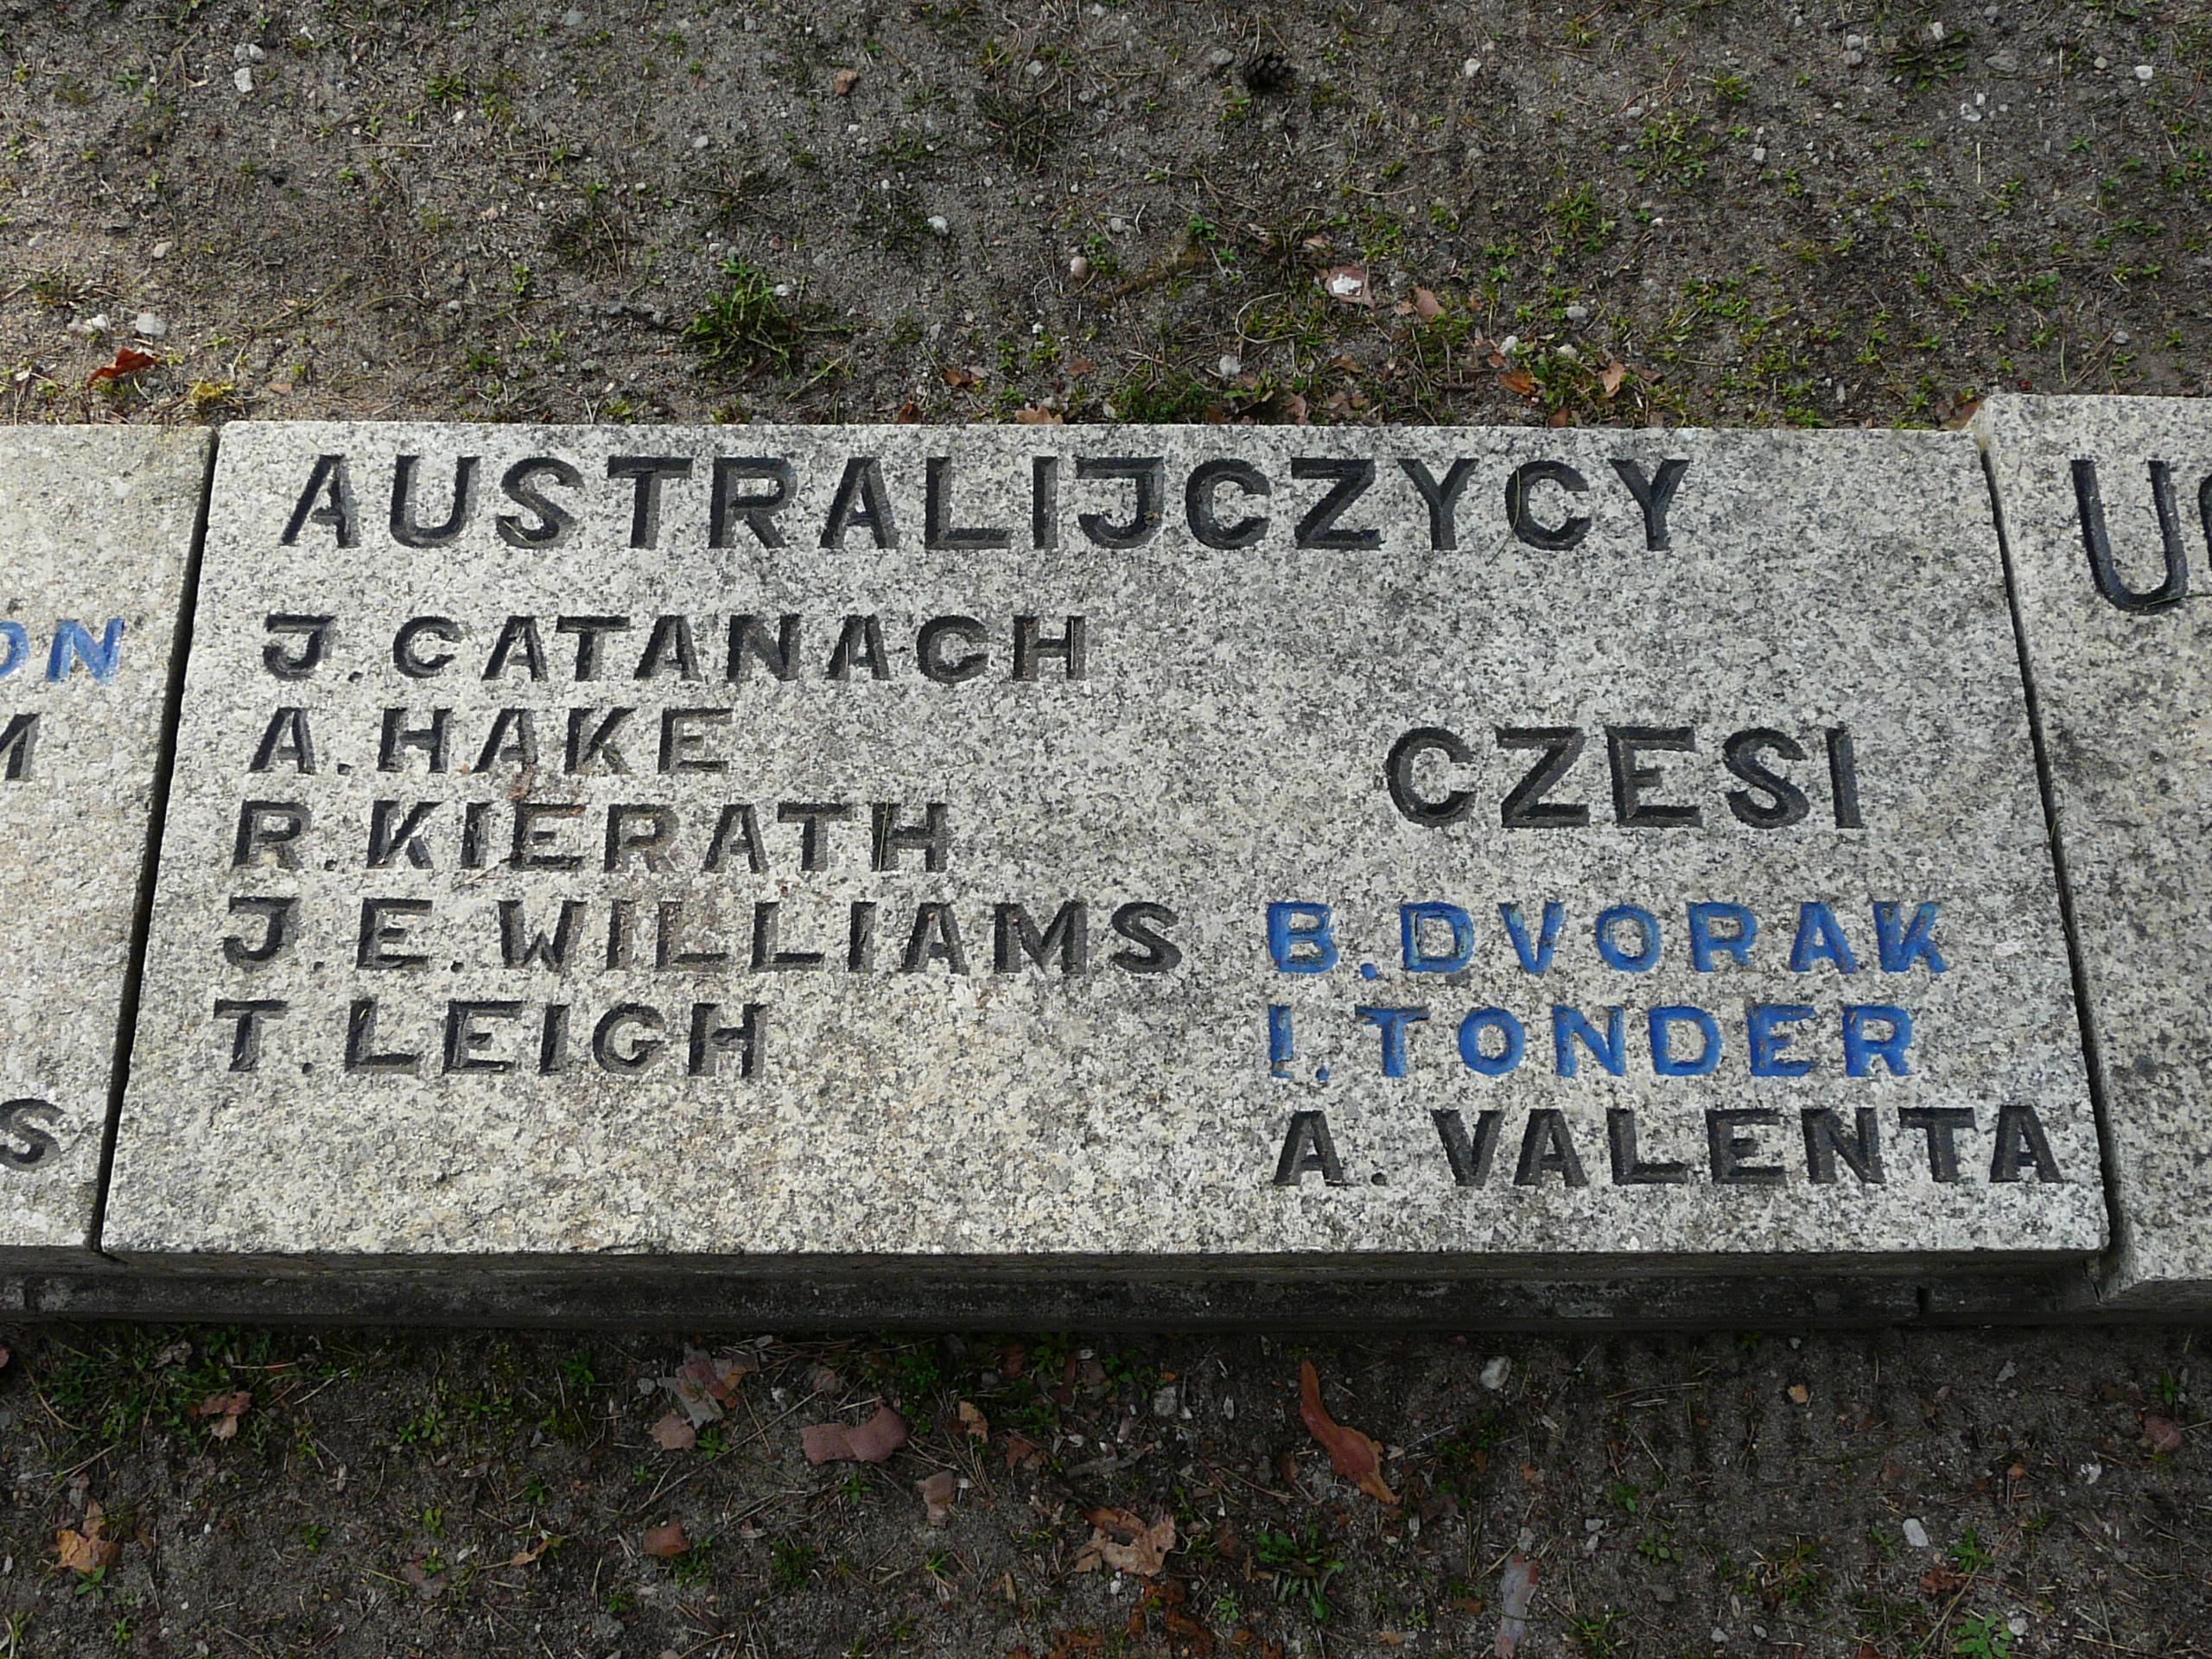 AUSTRALIJCZYCY
J. CATANACH
A. HAKE
R. KIERATH
J. E. WILLIAMS
T. LEIGH
CZESI
B. DVORAK
I. TONDER
A. VALENTA